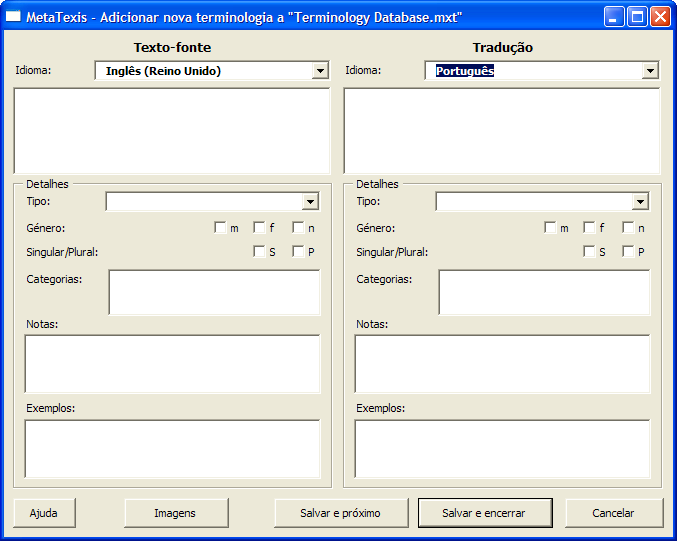 MetaTexis - Adicionar nova terminologia a "Terminology Database.mxt"
Texto-fonte Tradução
Idioma: Inglês (Reino Unido) Idioma: Português
Detalhes Detalhes
Tipo: Tipo:
Género: m f n Género: m f n
Singular/Plural: S P Singular/Plural: S P
Categorias: Categorias:
Notas: Notas:
Exemplos: Exemplos:
Ajuda Imagens Salvar e próximo Salvar e encerrar Cancelar